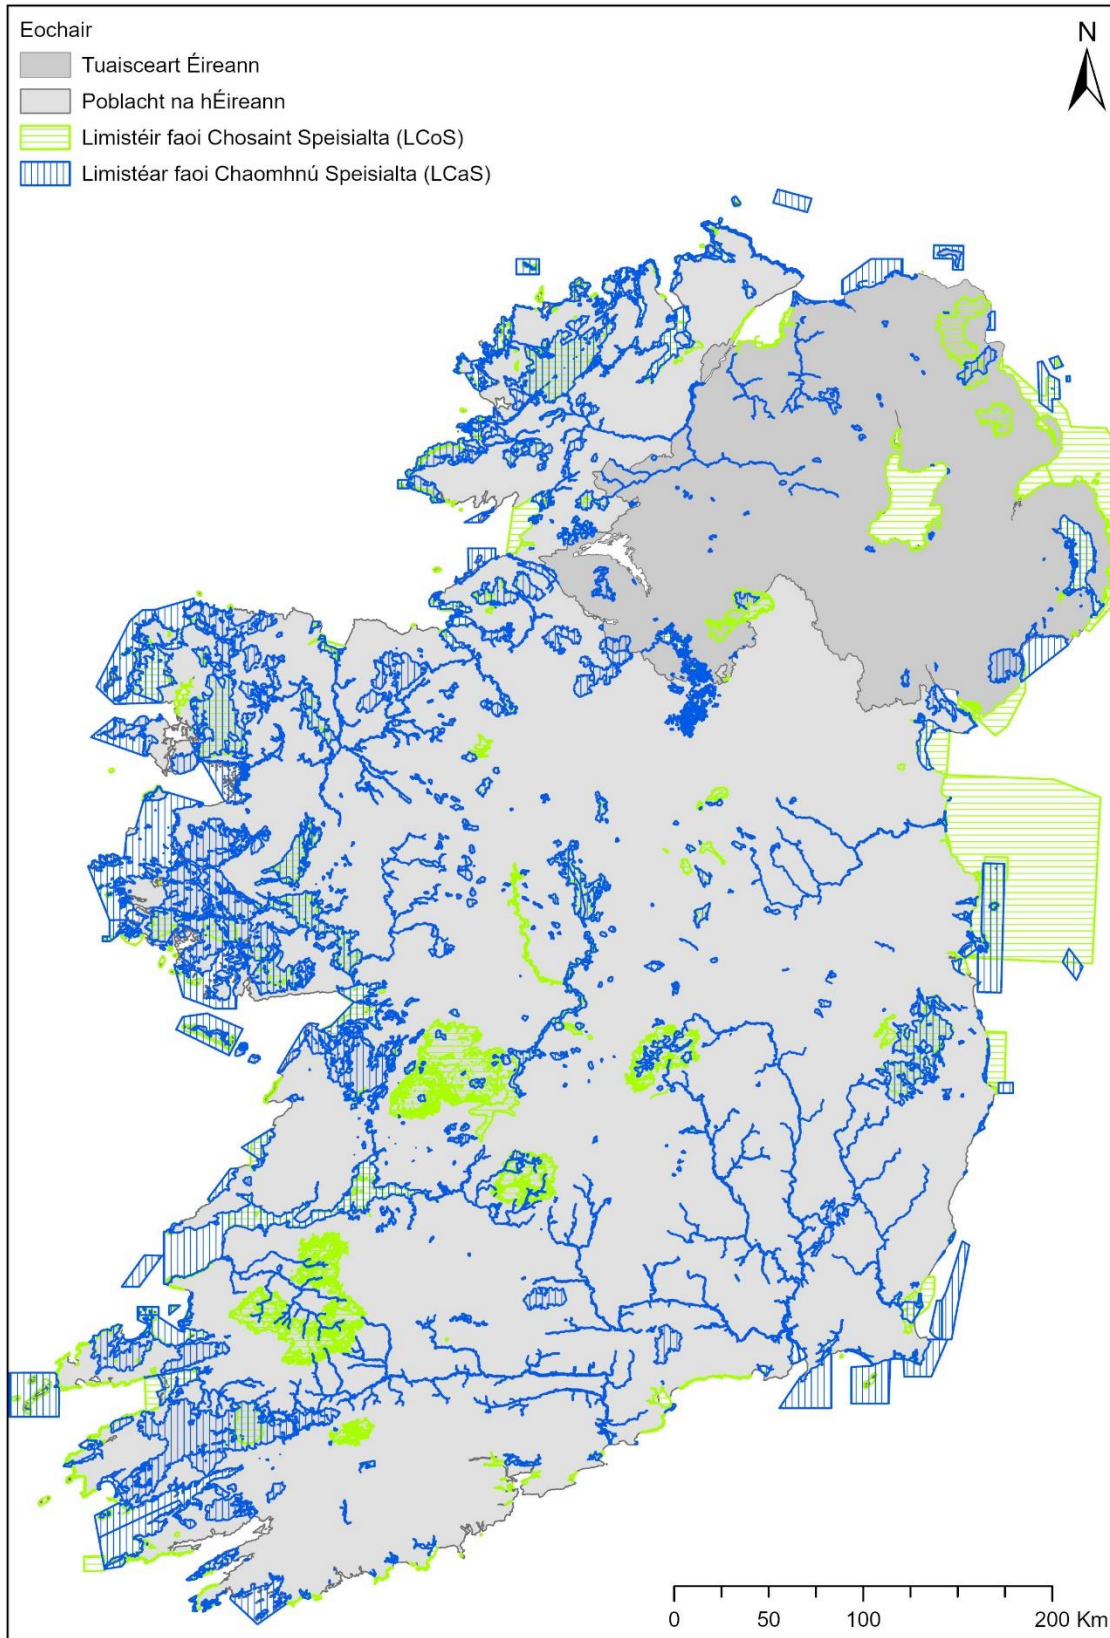 Eochair
N
Tuaisceart Éireann
Poblacht na hÉireann
Limistéir faoi Chosaint Speisialta (LCoS)
Limistéar faoi Chaomhnú Speisialta (LCaS)
0 50 100 200 Km